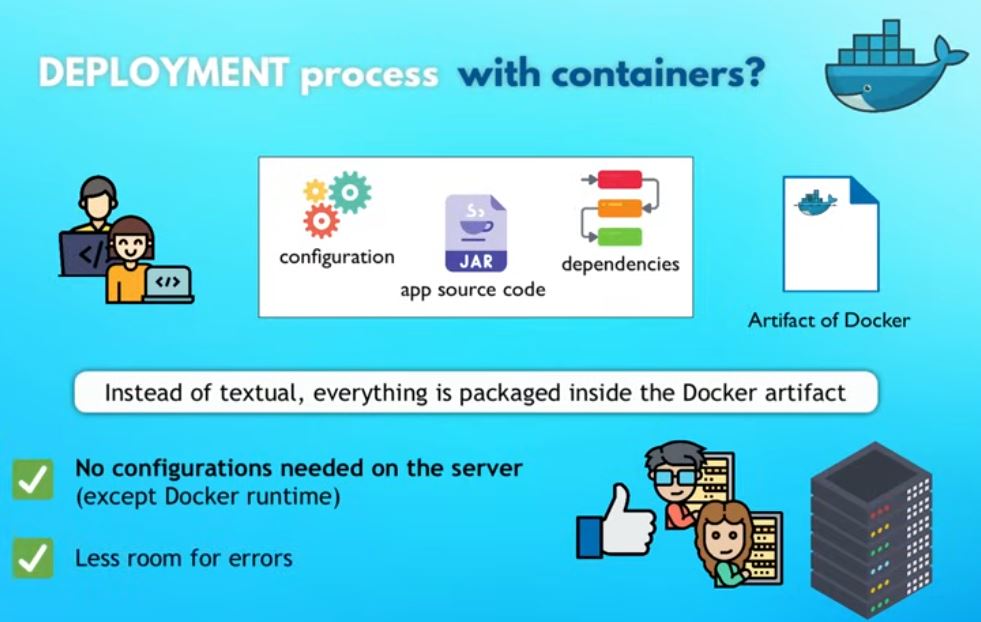 DEPLOYMENT process with containers?
configuration
JAR
app source code
dependencies
</>
</>
Artifact of Docker
Instead of textual, everything is packaged inside the Docker artifact
No configurations needed on the server
(except Docker runtime)
Less room for errors